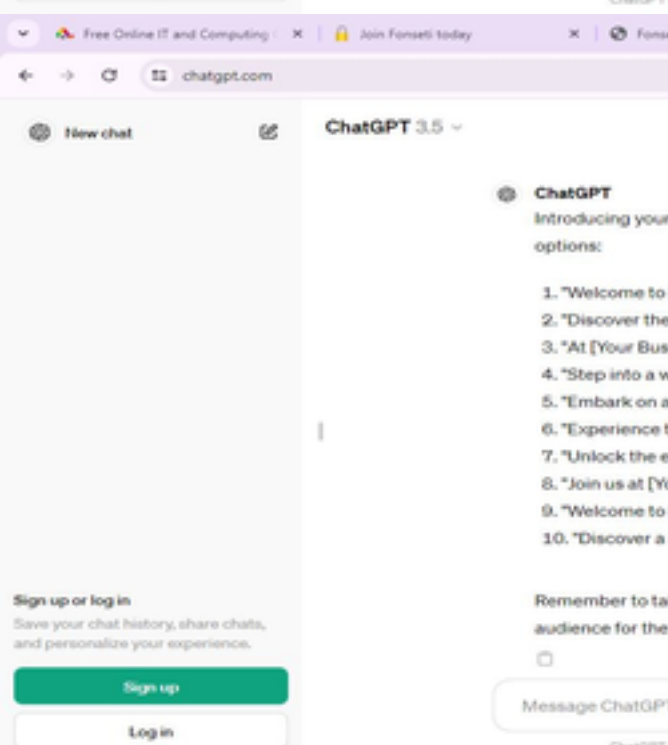 Free Online IT and Computing
Join Fonseti today
Fonse
chatgpt.com
New chat
ChatGPT 3.5
ChatGPT
Introducing your
options:
1. "Welcome to
2. "Discover the
3. "At [Your Bus
4. "Step into a w
5. "Embark on a
6. "Experience t
7. "Unlock the e
8. "Join us at [Yo
9. "Welcome to
10. "Discover a
Remember to tai
audience for the
Sign up or log in
Save your chat history, share chats,
and personalize your experience.
Sign up
Log in
Message ChatGPT